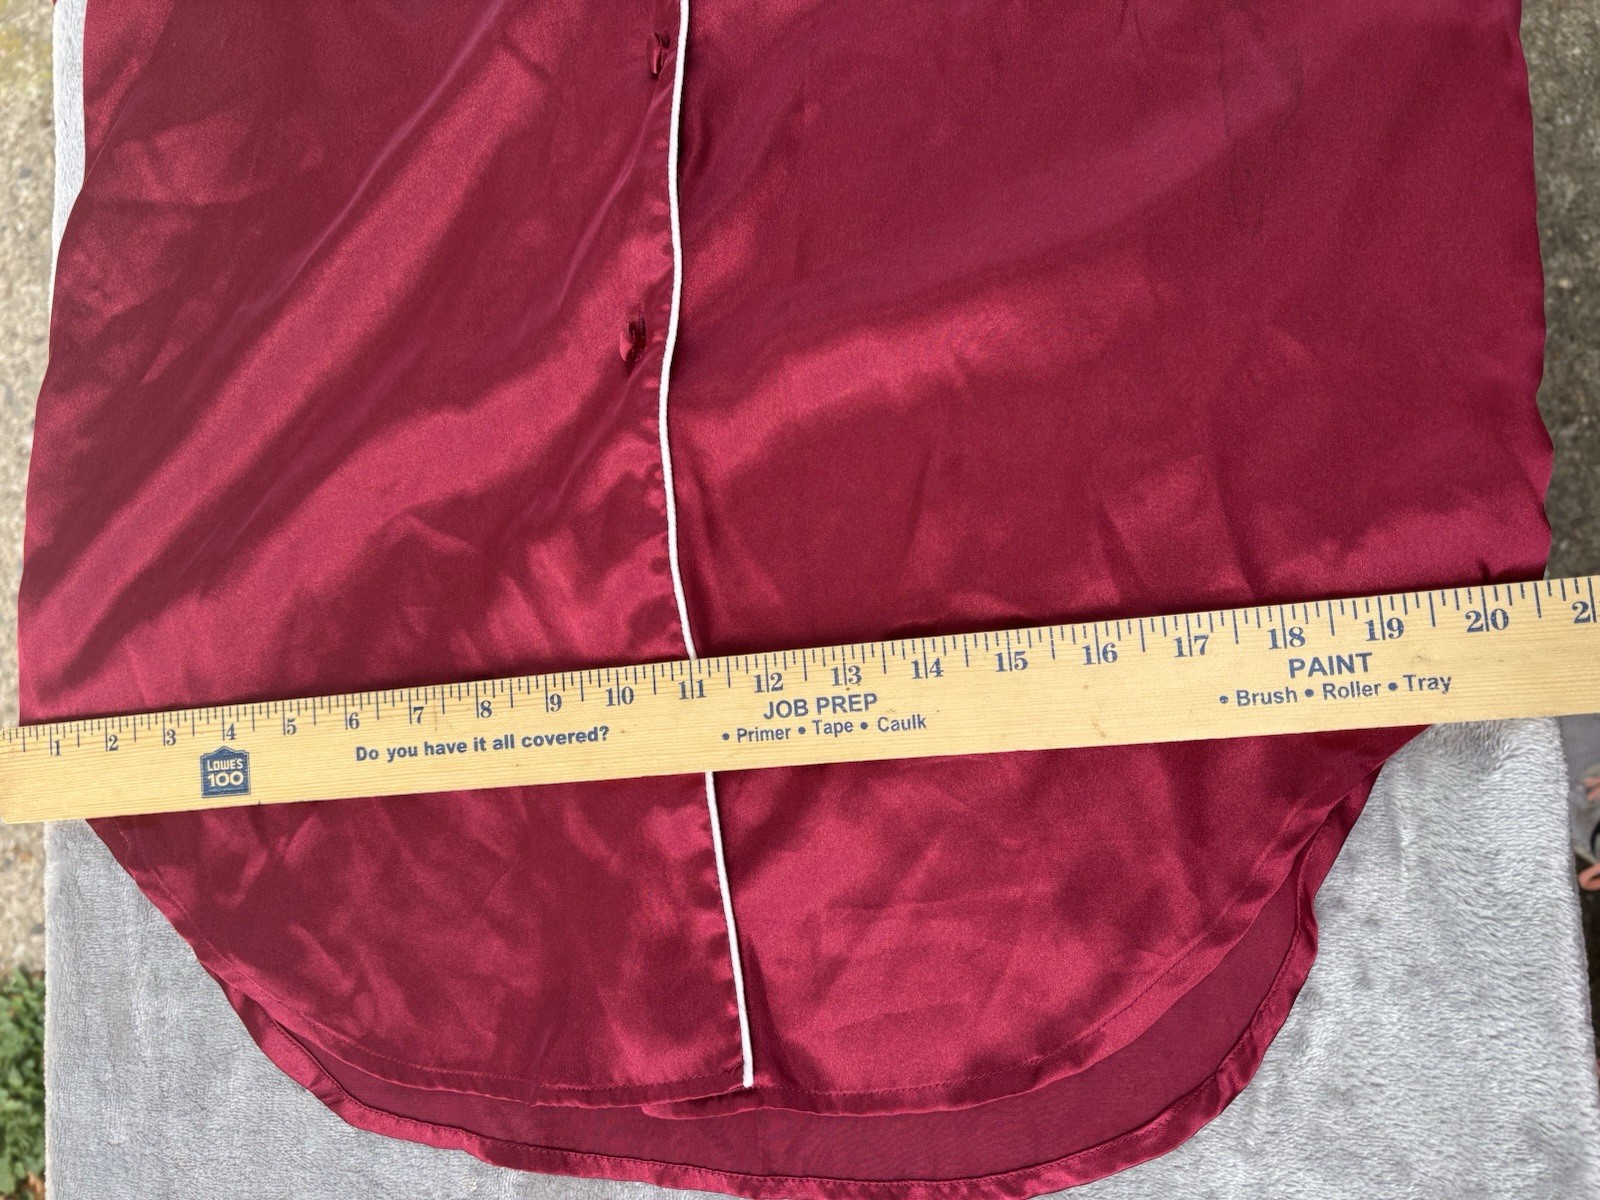 1 2 3 4 5 6 7 8 9 10 11 12 13 14 15 16 17 18 19 20
LOWE'S
100
Do you have it all covered?
JOB PREP
• Primer • Tape • Caulk
PAINT
• Brush • Roller • Tray